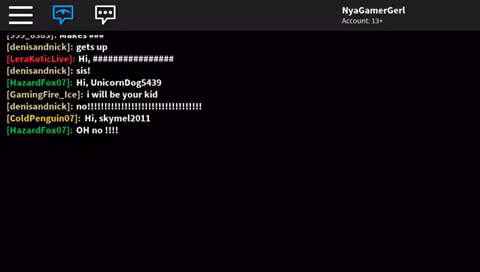 NyaGamerGerl
Account: 13+
makes ###
[denisandnick]: gets up
[LeraKoticLive]: Hi, ###############
[denisandnick]: sis!
[HazardFox07]: Hi, UnicornDog5439
[GamingFire_Ice]: i will be your kid
[denisandnick]: no!!!!!!!!!!!!!!!!!!!!!!!!!!!!!!!!!!
[ColdPenguin07]: Hi, skymel2011
[HazardFox07]: OH no !!!!